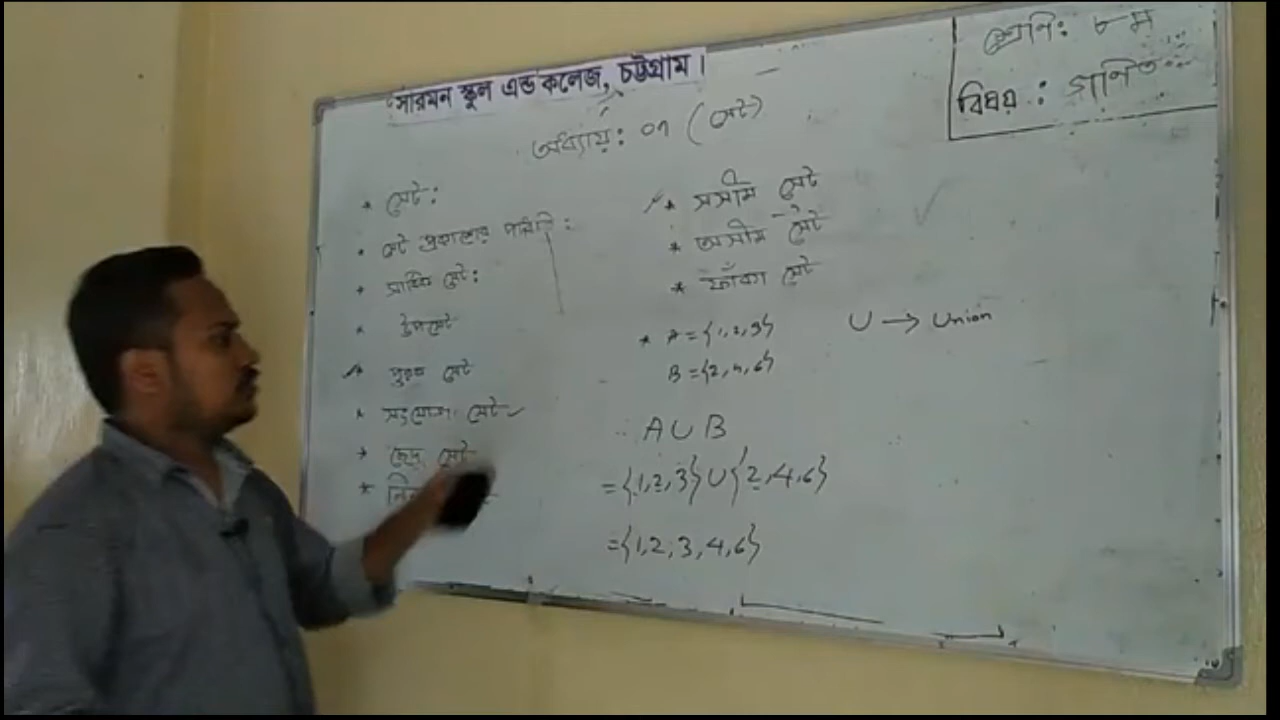 সারমন স্কুল এন্ড কলেজ, চট্টগ্রাম।
শ্রেণি: ৮ম
বিষয় : গণিত
অধ্যায়: ০৭ (সেট)
* সেট:
* সেট প্রকাশের পদ্ধতি :
* সার্বিক সেট:
* উপসেট
* পূরক সেট
* সংযোগ সেট
* ছেদ সেট
* সসীম সেট
* অসীম সেট
* ফাঁকা সেট
* A = {1, 2, 3}
B = {2, 4, 6}
U → Union
A U B
= {1, 2, 3} U {2, 4, 6}
= {1, 2, 3, 4, 6}